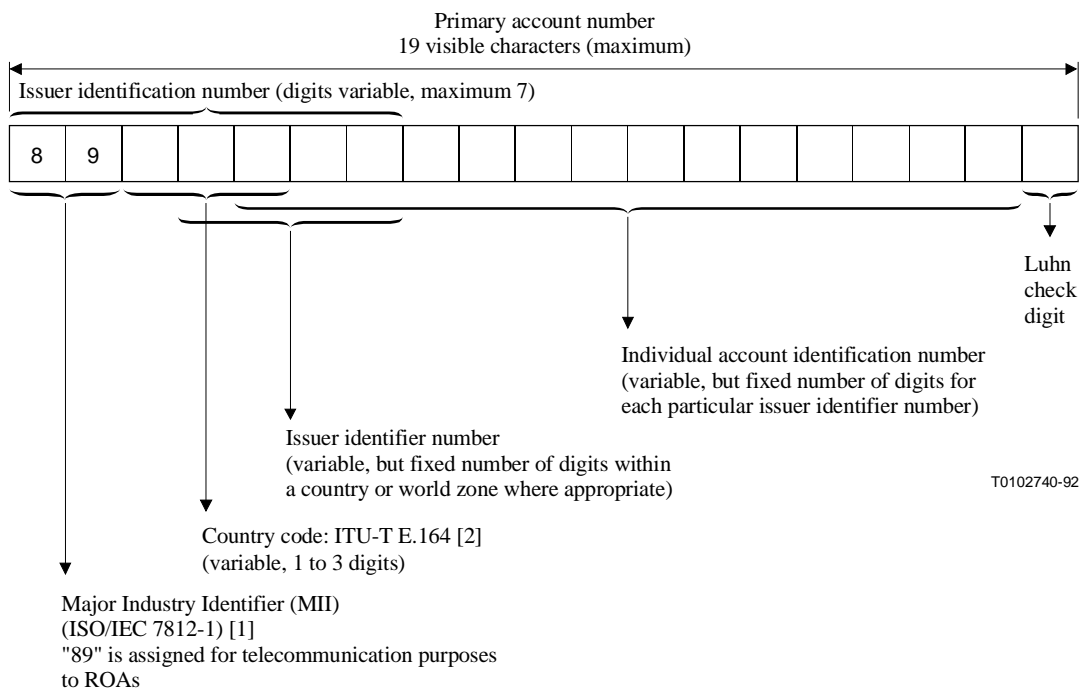 Primary account number
19 visible characters (maximum)
Issuer identification number (digits variable, maximum 7)
8 9
Luhn
check
digit
Individual account identification number
(variable, but fixed number of digits for
each particular issuer identifier number)
Issuer identifier number
(variable, but fixed number of digits within
a country or world zone where appropriate)
T0102740-92
Country code: ITU-T E.164 [2]
(variable, 1 to 3 digits)
Major Industry Identifier (MII)
(ISO/IEC 7812-1) [1]
"89" is assigned for telecommunication purposes
to ROAs